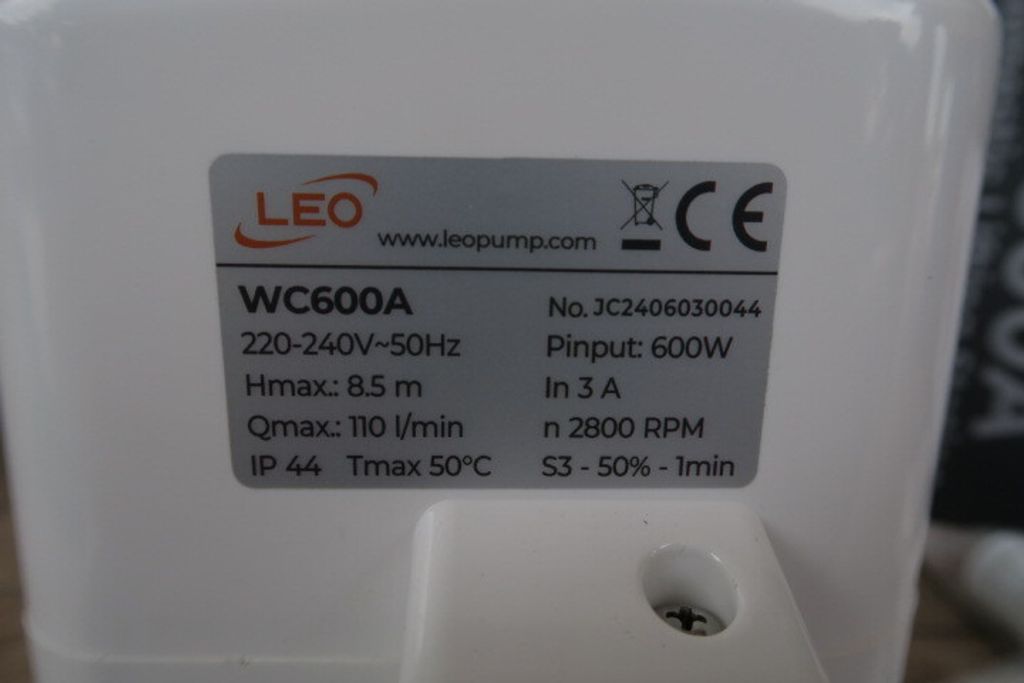 LEO
www.leopump.com
CE
WC600A
No. JC2406030044
220-240V~50Hz
Pinput: 600W
Hmax.: 8.5 m
In 3 A
Qmax.: 110 l/min
n 2800 RPM
IP 44 Tmax 50°C
S3 - 50% - 1min